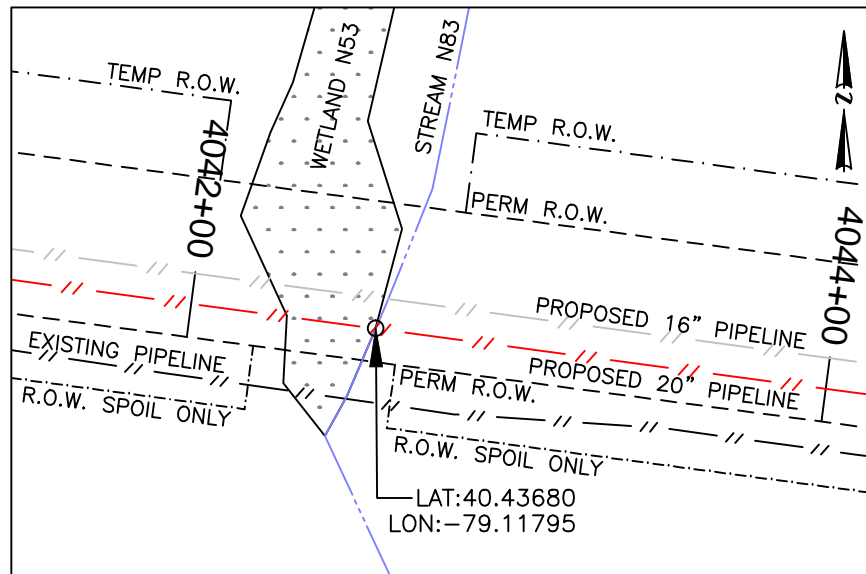 TEMP R.O.W.
4042+00
WETLAND N53
STREAM N83
TEMP R.O.W.
PERM R.O.W.
4044+00
N
PROPOSED 16" PIPELINE
PROPOSED 20" PIPELINE
EXISTING PIPELINE
R.O.W. SPOIL ONLY
PERM R.O.W.
R.O.W. SPOIL ONLY
LAT:40.43680
LON:-79.11795